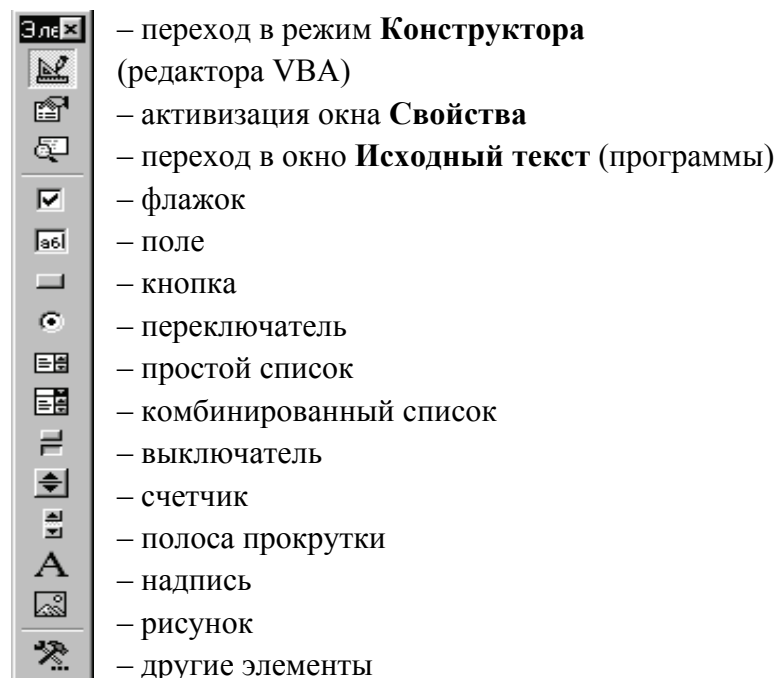 Эле
– переход в режим Конструктора
(редактора VBA)
– активизация окна Свойства
– переход в окно Исходный текст (программы)
– флажок
абl
– поле
– кнопка
– переключатель
– простой список
– комбинированный список
– выключатель
– счетчик
– полоса прокрутки
A
– надпись
– рисунок
– другие элементы